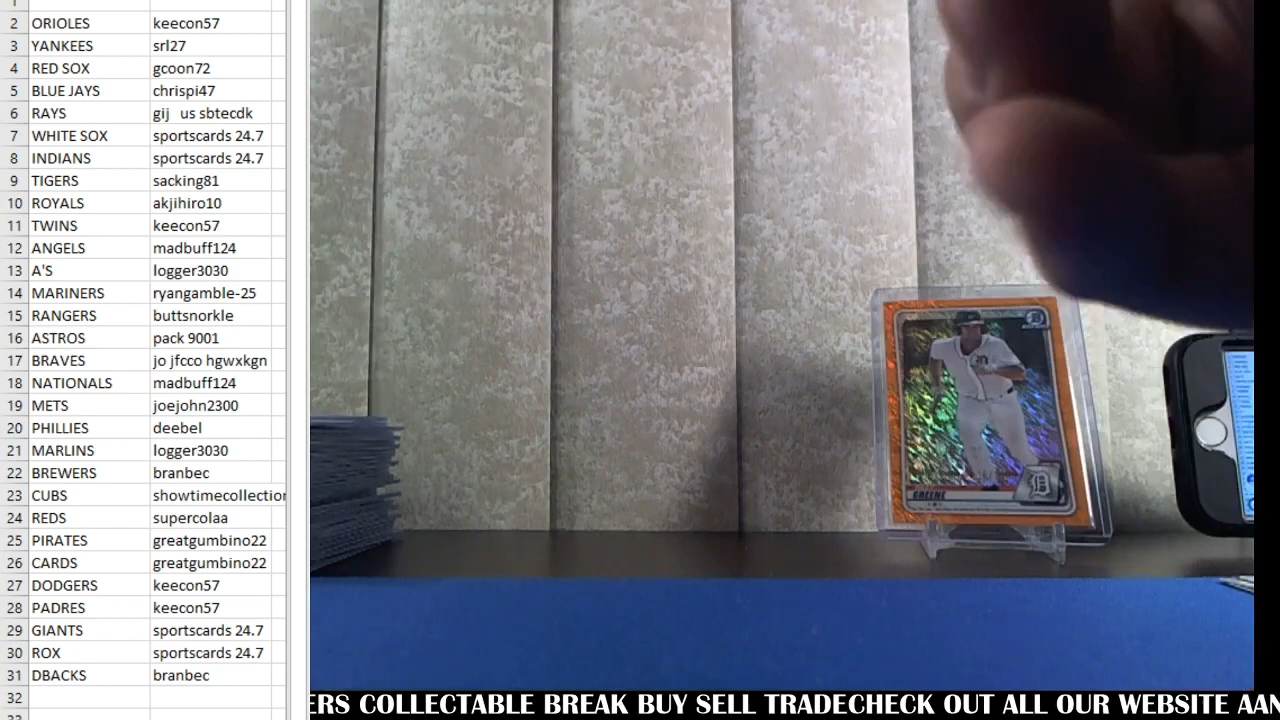 2 ORIOLES keecon57
3 YANKEES srl27
4 RED SOX gcoon72
5 BLUE JAYS chrispi47
6 RAYS gij us sbtecdk
7 WHITE SOX sportscards 24.7
8 INDIANS sportscards 24.7
9 TIGERS sacking81
10 ROYALS akjihiro10
11 TWINS keecon57
12 ANGELS madbuff124
13 A'S logger3030
14 MARINERS ryangamble-25
15 RANGERS buttsnorkle
16 ASTROS pack 9001
17 BRAVES jo jfcco hgwxkgn
18 NATIONALS madbuff124
19 METS joejohn2300
20 PHILLIES deebel
21 MARLINS logger3030
22 BREWERS branbec
23 CUBS showtimecollection
24 REDS supercolaa
25 PIRATES greatgumbino22
26 CARDS greatgumbino22
27 DODGERS keecon57
28 PADRES keecon57
29 GIANTS sportscards 24.7
30 ROX sportscards 24.7
31 DBACKS branbec
32
GREENE
ERS COLLECTABLE BREAK BUY SELL TRADECHECK OUT ALL OUR WEBSITE AAN